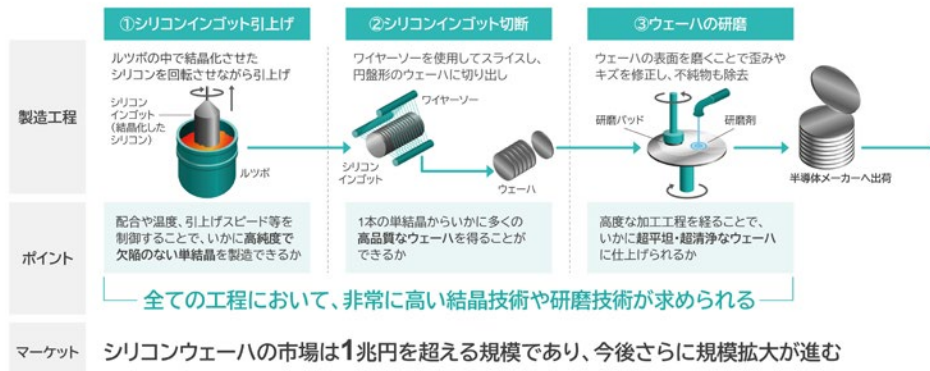 ①シリコンインゴット引上げ
②シリコンインゴット切断
③ウェーハの研磨
製造工程
ルツボの中で結晶化させた
シリコンを回転させながら引上げ
シリコン
インゴット
(結晶化した
シリコン)
ルツボ
ワイヤーソーを使用してスライスし、
円盤形のウェーハに切り出し
ワイヤーソー
シリコン
インゴット
ウェーハ
ウェーハの表面を磨くことで歪みや
キズを修正し、不純物も除去
研磨パッド
研磨剤
半導体メーカーへ出荷
ポイント
配合や温度、引上げスピード等を
制御することで、いかに高純度で
欠陥のない単結晶を製造できるか
1本の単結晶からいかに多くの
高品質なウェーハを得ることが
できるか
高度な加工工程を経ることで、
いかに超平坦・超清浄なウェーハ
に仕上げられるか
全ての工程において、非常に高い結晶技術や研磨技術が求められる
マーケット
シリコンウェーハの市場は1兆円を超える規模であり、今後さらに規模拡大が進む